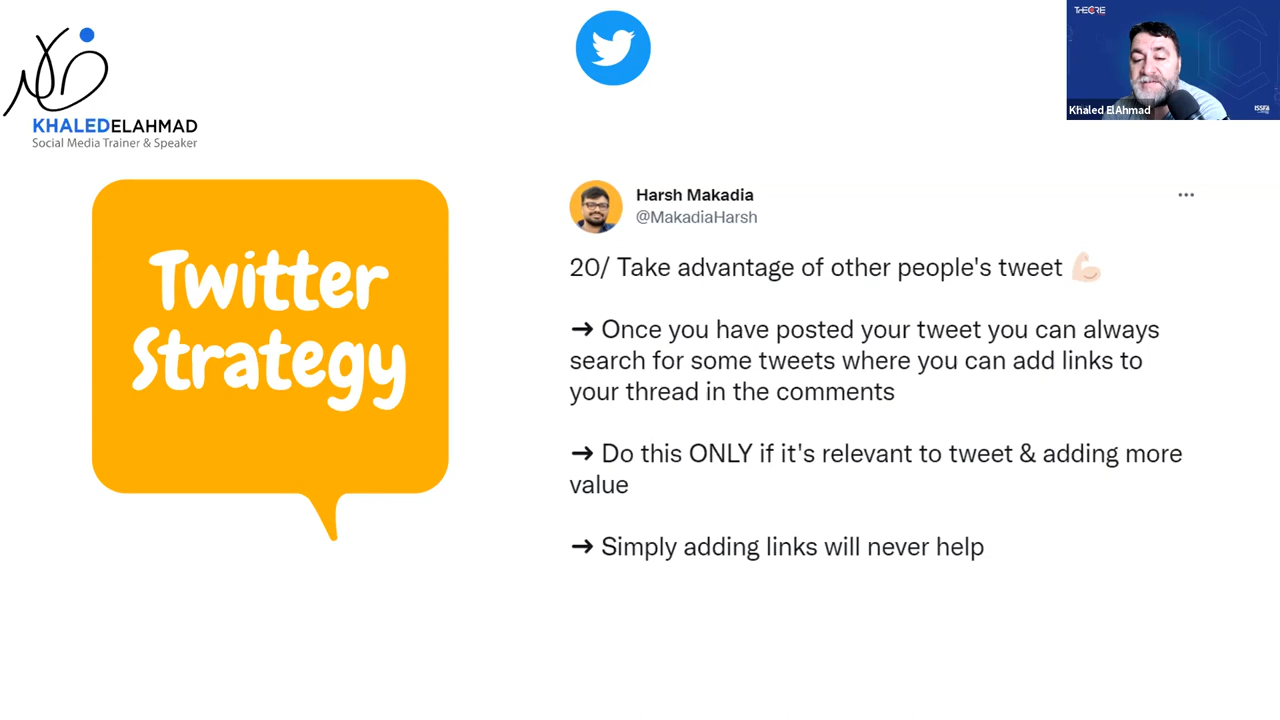 KHALEDELAHMAD
Social Media Trainer & Speaker
THECORE
Khaled ElAhmad
Twitter
Strategy
Harsh Makadia
@MakadiaHarsh
20/ Take advantage of other people's tweet 💪🏻
➜ Once you have posted your tweet you can always
search for some tweets where you can add links to
your thread in the comments
➜ Do this ONLY if it's relevant to tweet & adding more
value
➜ Simply adding links will never help